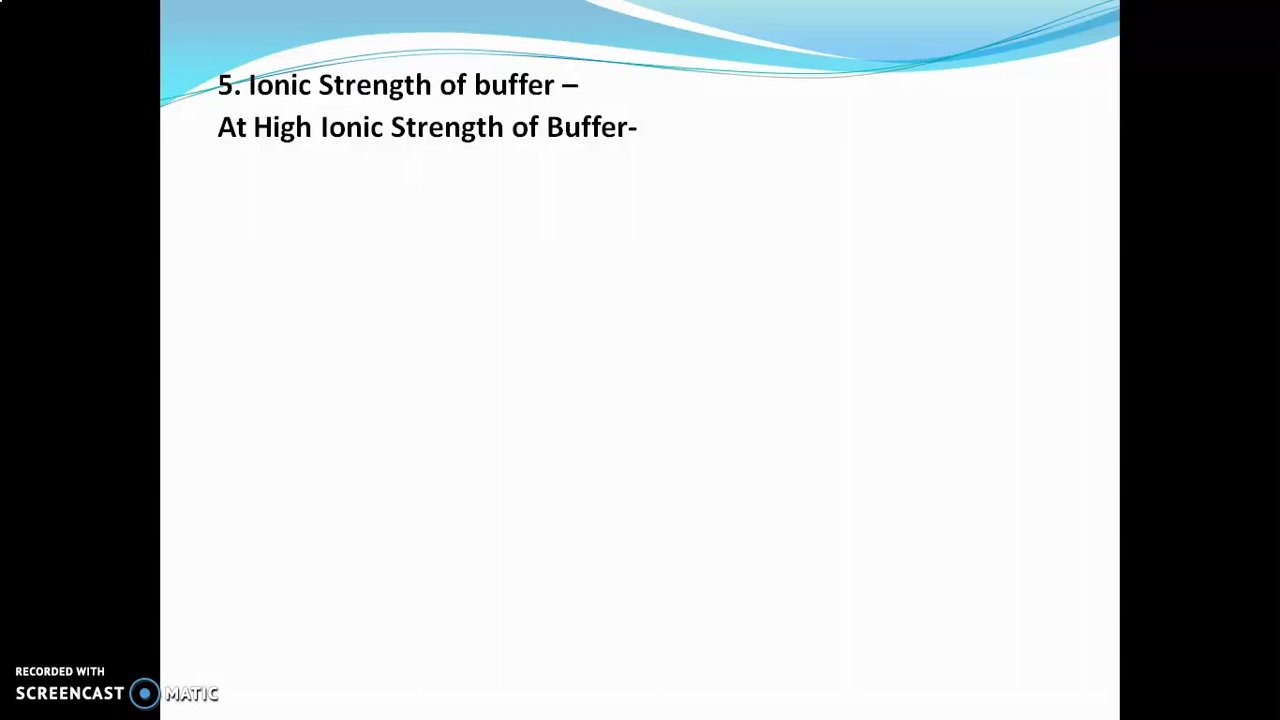 5. Ionic Strength of buffer –
At High Ionic Strength of Buffer-
RECORDED WITH
SCREENCAST MATIC